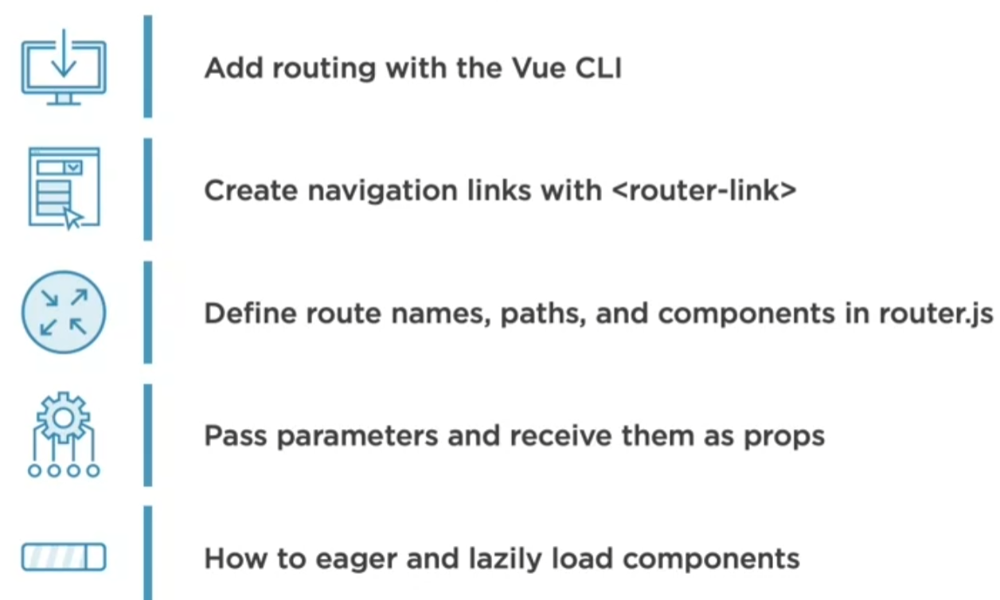 Add routing with the Vue CLI
Create navigation links with <router-link>
Define route names, paths, and components in router.js
Pass parameters and receive them as props
How to eager and lazily load components